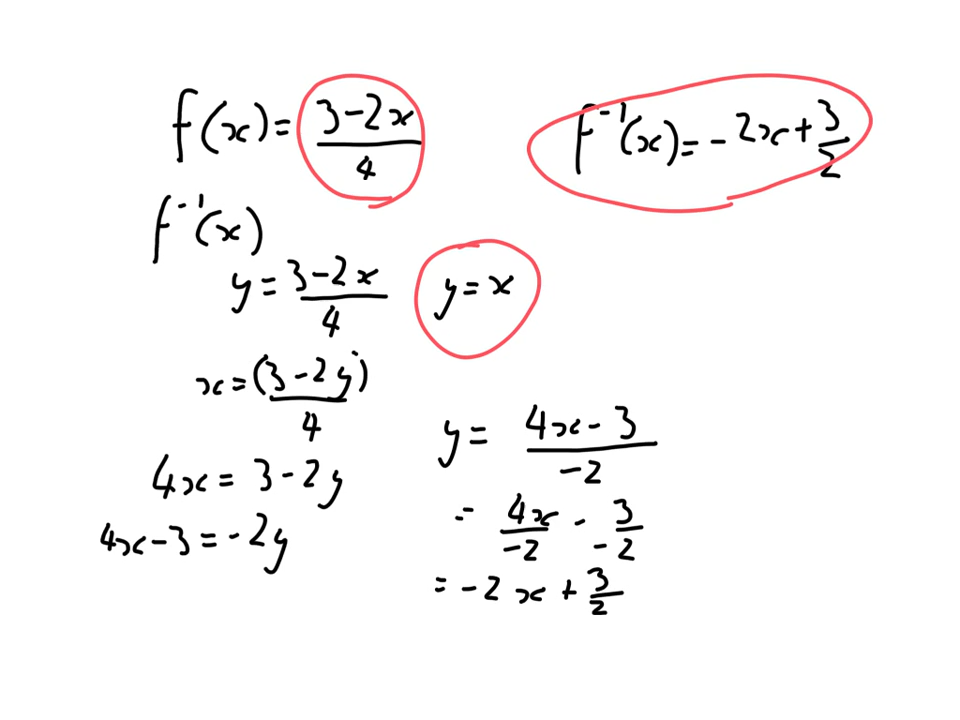 f(x) = (3-2x)/4
f⁻¹(x) = -2x + 3/2
f⁻¹(x)
y = (3-2x)/4
y = x
x = (3-2y)/4
4x = 3-2y
4x-3 = -2y
y = (4x-3)/-2
= 4x/-2 - 3/-2
= -2x + 3/2